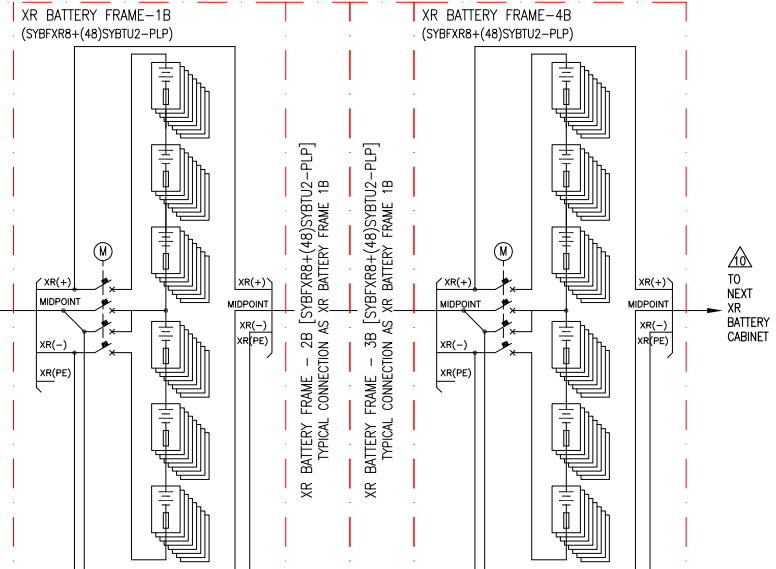 XR BATTERY FRAME-1B
(SYBFXR8+(48)SYBTU2-PLP)
M
XR(+)
MIDPOINT
XR(-)
XR(PE)
XR(+)
MIDPOINT
XR(-)
XR(PE)
XR BATTERY FRAME - 2B [SYBFXR8+(48)SYBTU2-PLP]
TYPICAL CONNECTION AS XR BATTERY FRAME 1B
XR BATTERY FRAME - 3B [SYBFXR8+(48)SYBTU2-PLP]
TYPICAL CONNECTION AS XR BATTERY FRAME 1B
XR BATTERY FRAME-4B
(SYBFXR8+(48)SYBTU2-PLP)
M
XR(+)
MIDPOINT
XR(-)
XR(PE)
XR(+)
MIDPOINT
XR(-)
XR(PE)
10
TO
NEXT
XR
BATTERY
CABINET